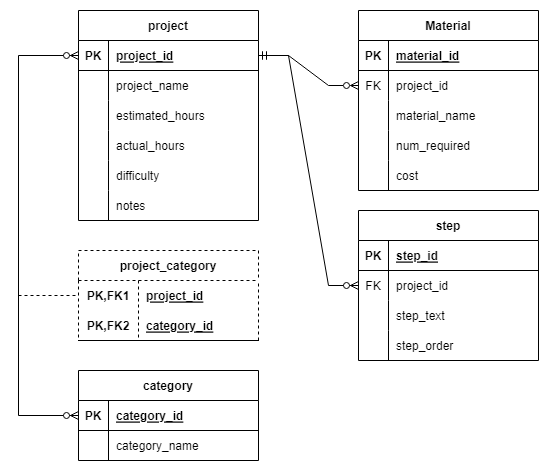 project
PK project_id
project_name
estimated_hours
actual_hours
difficulty
notes
Material
PK material_id
FK project_id
material_name
num_required
cost
step
PK step_id
FK project_id
step_text
step_order
project_category
PK,FK1 project_id
PK,FK2 category_id
category
PK category_id
category_name